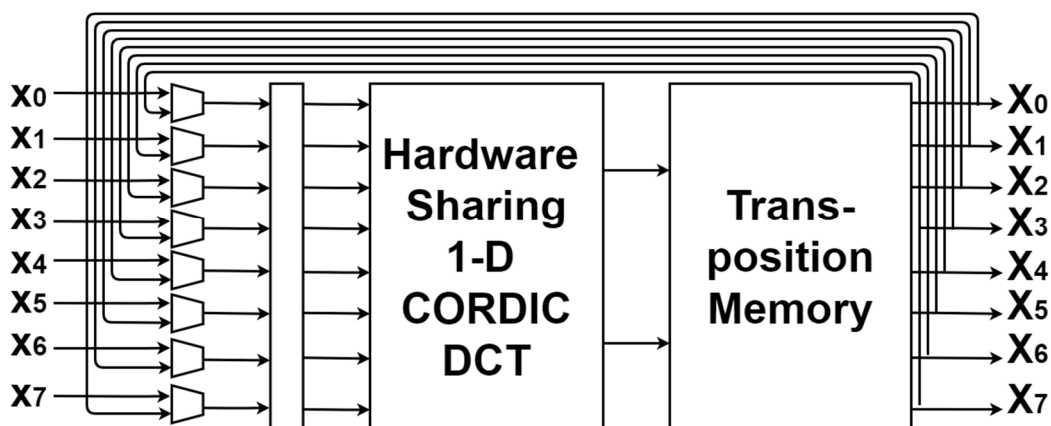 x0
x1
x2
x3
x4
x5
x6
x7
Hardware
Sharing
1-D
CORDIC
DCT
Trans-
position
Memory
X0
X1
X2
X3
X4
X5
X6
X7